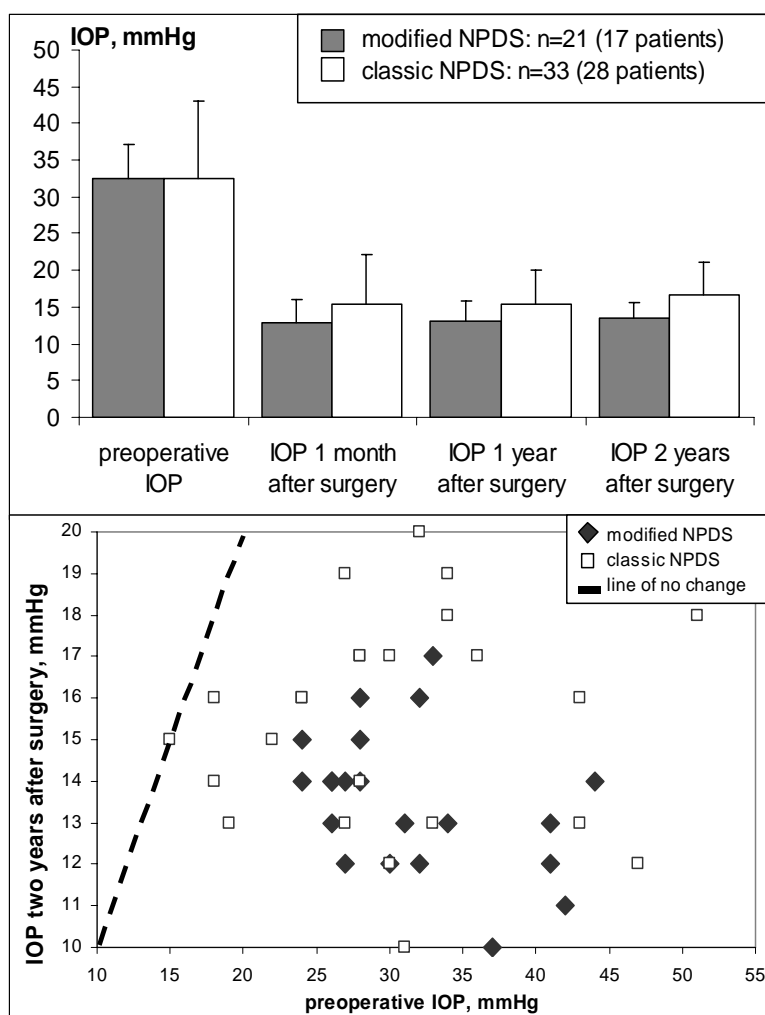 IOP, mmHg
modified NPDS: n=21 (17 patients)
classic NPDS: n=33 (28 patients)
50
45
40
35
30
25
20
15
10
5
0
preoperative IOP 1 month IOP 1 year IOP 2 years
IOP after surgery after surgery after surgery
modified NPDS
classic NPDS
line of no change
IOP two years after surgery, mmHg
20
19
18
17
16
15
14
13
12
11
10
10 15 20 25 30 35 40 45 50 55
preoperative IOP, mmHg